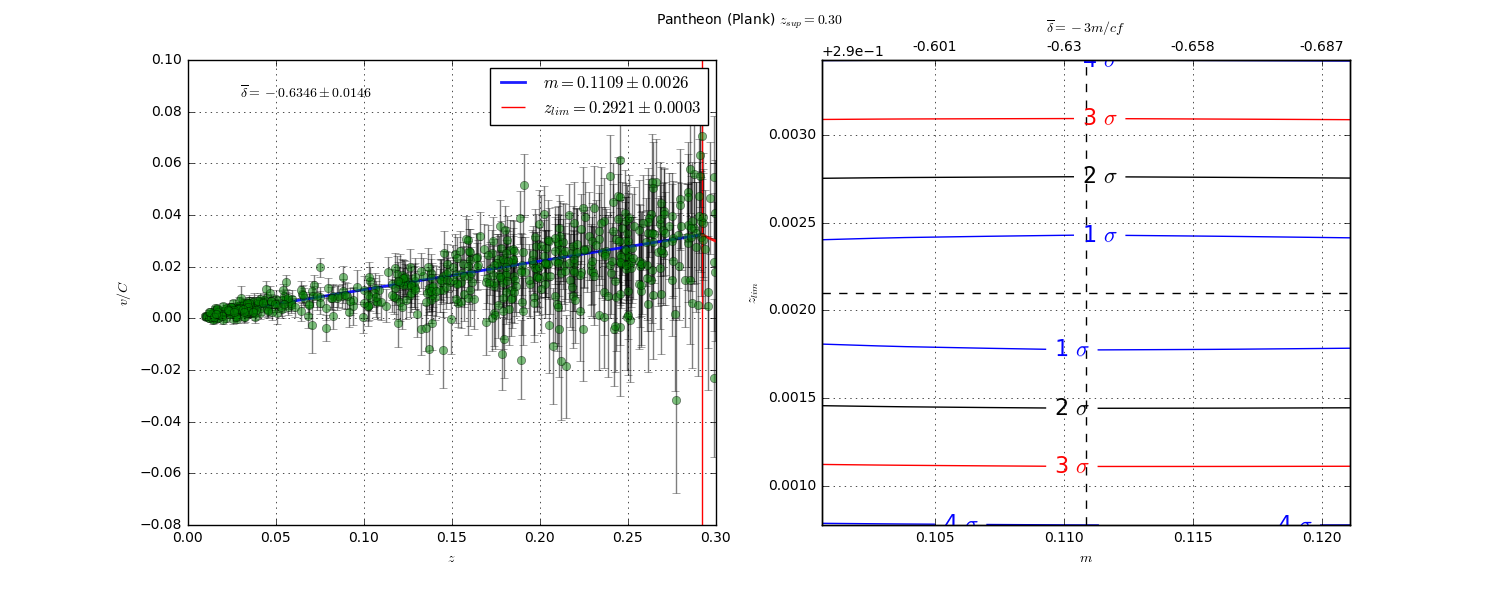 Pantheon (Plank) z_sup = 0.30
δ̅ = −0.6346 ± 0.0146
m = 0.1109 ± 0.0026
z_lim = 0.2921 ± 0.0003
0.10
0.08
0.06
0.04
0.02
0.00
−0.02
−0.04
−0.06
−0.08
v/C
0.00 0.05 0.10 0.15 0.20 0.25 0.30
z
δ̅ = −3m/cf
+2.9e−1 -0.601 -0.63 -0.658 -0.687
4 σ
3 σ
2 σ
1 σ
1 σ
2 σ
3 σ
4 σ 4 σ
0.0030
0.0025
0.0020
0.0015
0.0010
z_lim
0.105 0.110 0.115 0.120
m